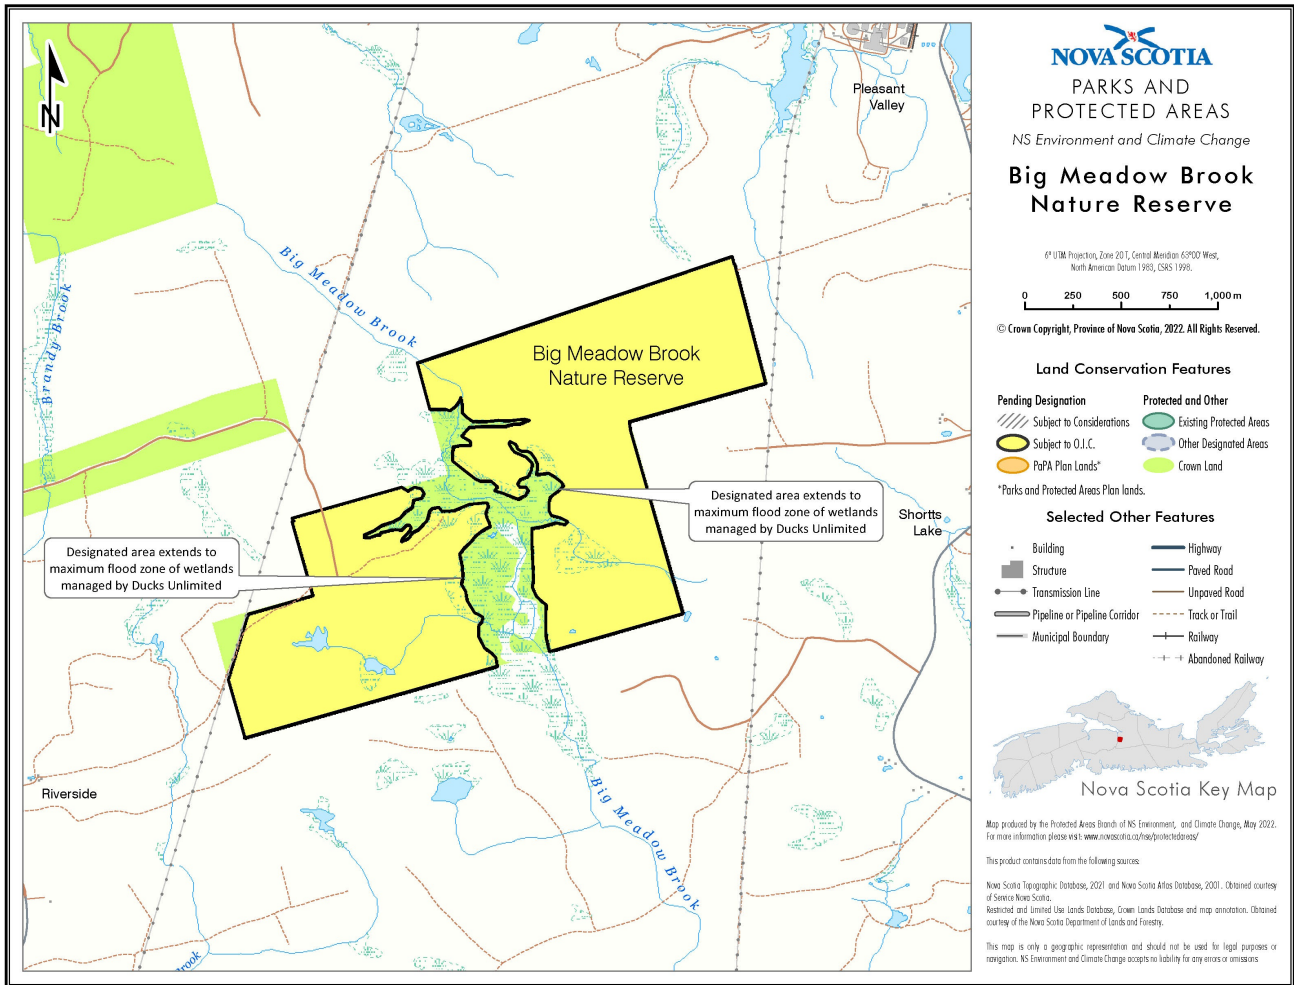 N
Pleasant
Valley
Big Meadow Brook
Brandy Brook
Big Meadow Brook
Nature Reserve
Designated area extends to
maximum flood zone of wetlands
managed by Ducks Unlimited
Shortts
Lake
Designated area extends to
maximum flood zone of wetlands
managed by Ducks Unlimited
Riverside
Big Meadow Brook
rook
NOVA SCOTIA
PARKS AND
PROTECTED AREAS
NS Environment and Climate Change
Big Meadow Brook
Nature Reserve
6° UTM Projection, Zone 20 T, Central Meridian 63°00' West,
North American Datum 1983, CSRS 1998.
0 250 500 750 1,000 m
© Crown Copyright, Province of Nova Scotia, 2022. All Rights Reserved.
Land Conservation Features
Pending Designation
Subject to Considerations
Subject to O.I.C.
PaPA Plan Lands*
Protected and Other
Existing Protected Areas
Other Designated Areas
Crown Land
*Parks and Protected Areas Plan lands.
Selected Other Features
Building
Structure
Transmission Line
Pipeline or Pipeline Corridor
Municipal Boundary
Highway
Paved Road
Unpaved Road
Track or Trail
Railway
Abandoned Railway
Nova Scotia Key Map
Map produced by the Protected Areas Branch of NS Environment, and Climate Change, May 2022.
For more information please visit: www.novascotia.ca/nse/protectedareas/
This product contains data from the following sources:
Nova Scotia Topographic Database, 2021 and Nova Scotia Atlas Database, 2001. Obtained courtesy
of Service Nova Scotia.
Restricted and Limited Use Lands Database, Crown Lands Database and map annotation. Obtained
courtesy of the Nova Scotia Department of Lands and Forestry.
This map is only a geographic representation and should not be used for legal purposes or
navigation. NS Environment and Climate Change accepts no liability for any errors or omissions.